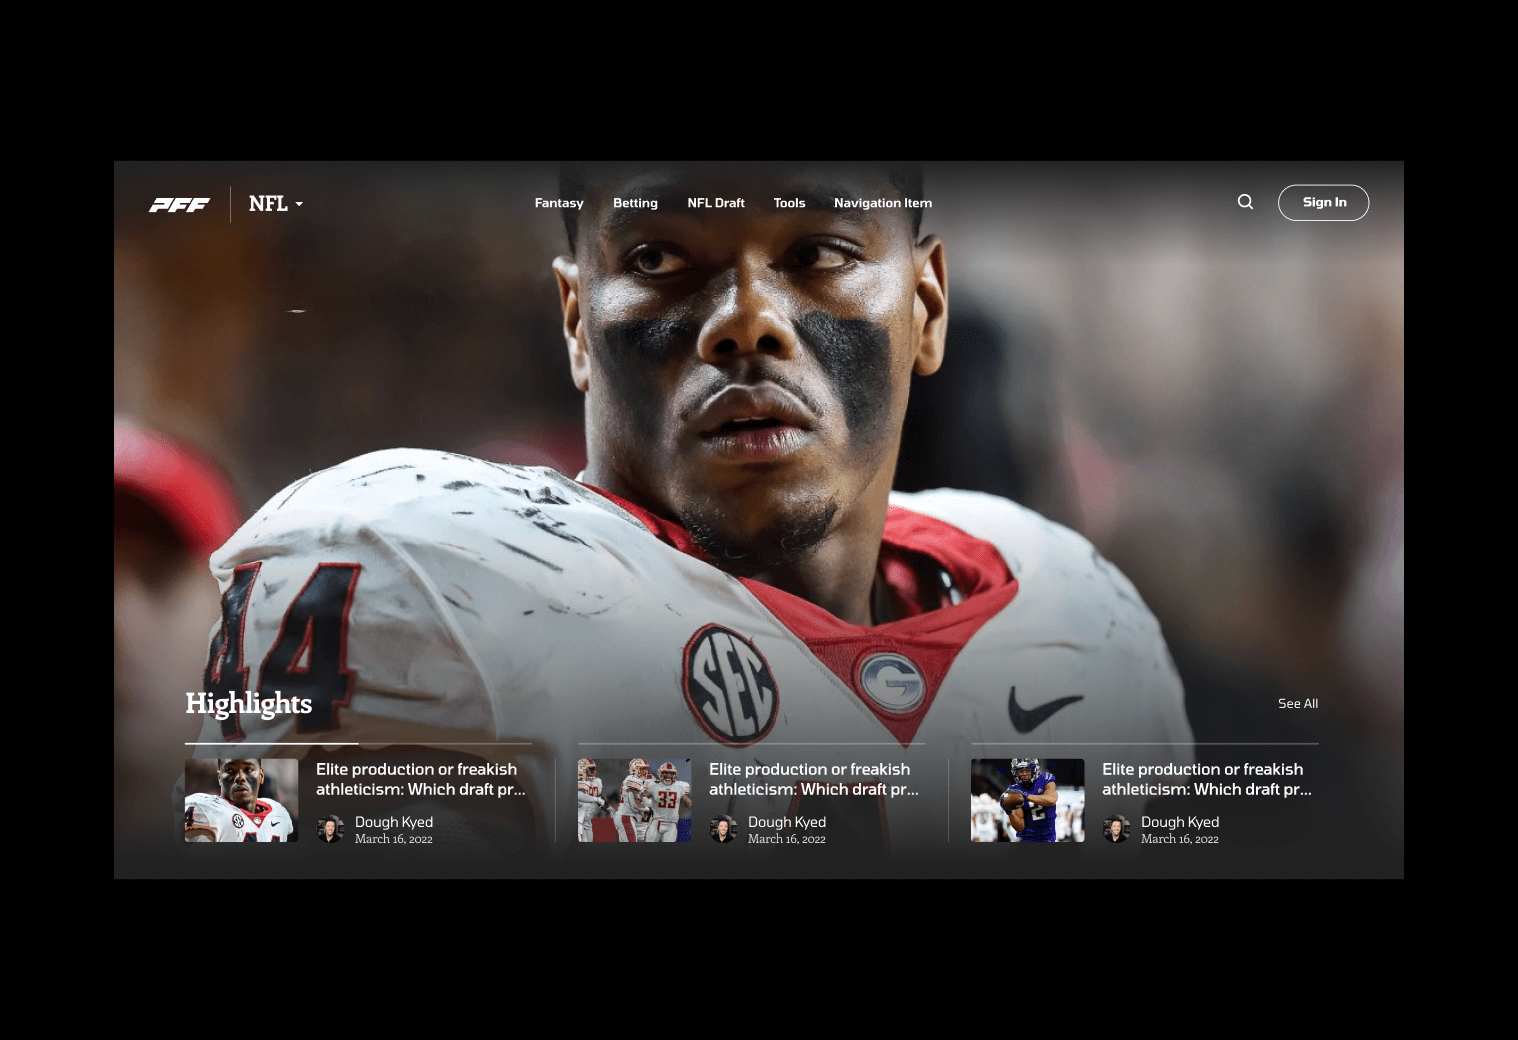 PFF
NFL
Fantasy
Betting
NFL Draft
Tools
Navigation Item
Sign In
44
SEC
G
Highlights
See All
Elite production or freakish
athleticism: Which draft pr...
Dough Kyed
March 16, 2022
33
Elite production or freakish
athleticism: Which draft pr...
Dough Kyed
March 16, 2022
2
Elite production or freakish
athleticism: Which draft pr...
Dough Kyed
March 16, 2022